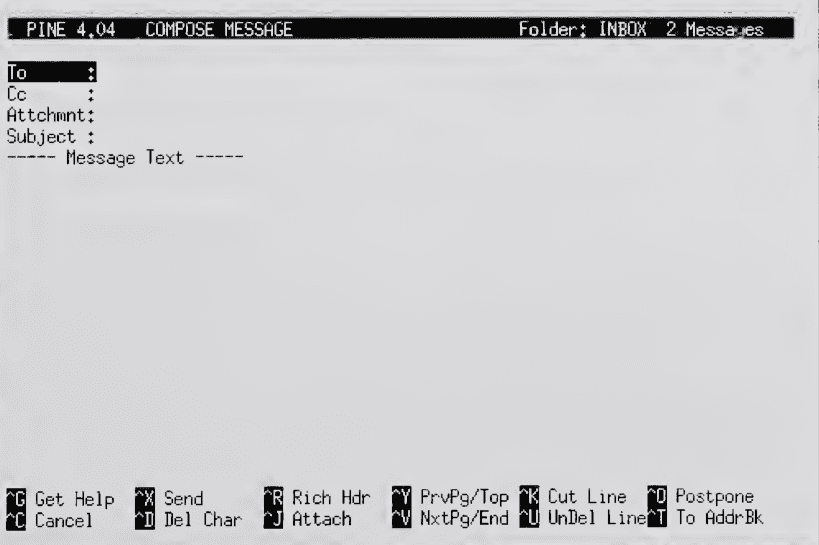 PINE 4.04 COMPOSE MESSAGE Folder: INBOX 2 Messages
To :
Cc :
Attchmnt:
Subject :
----- Message Text -----
^G Get Help ^X Send ^R Rich Hdr ^Y PrvPg/Top ^K Cut Line ^O Postpone
^C Cancel ^D Del Char ^J Attach ^V NxtPg/End ^U UnDel Line ^T To AddrBk